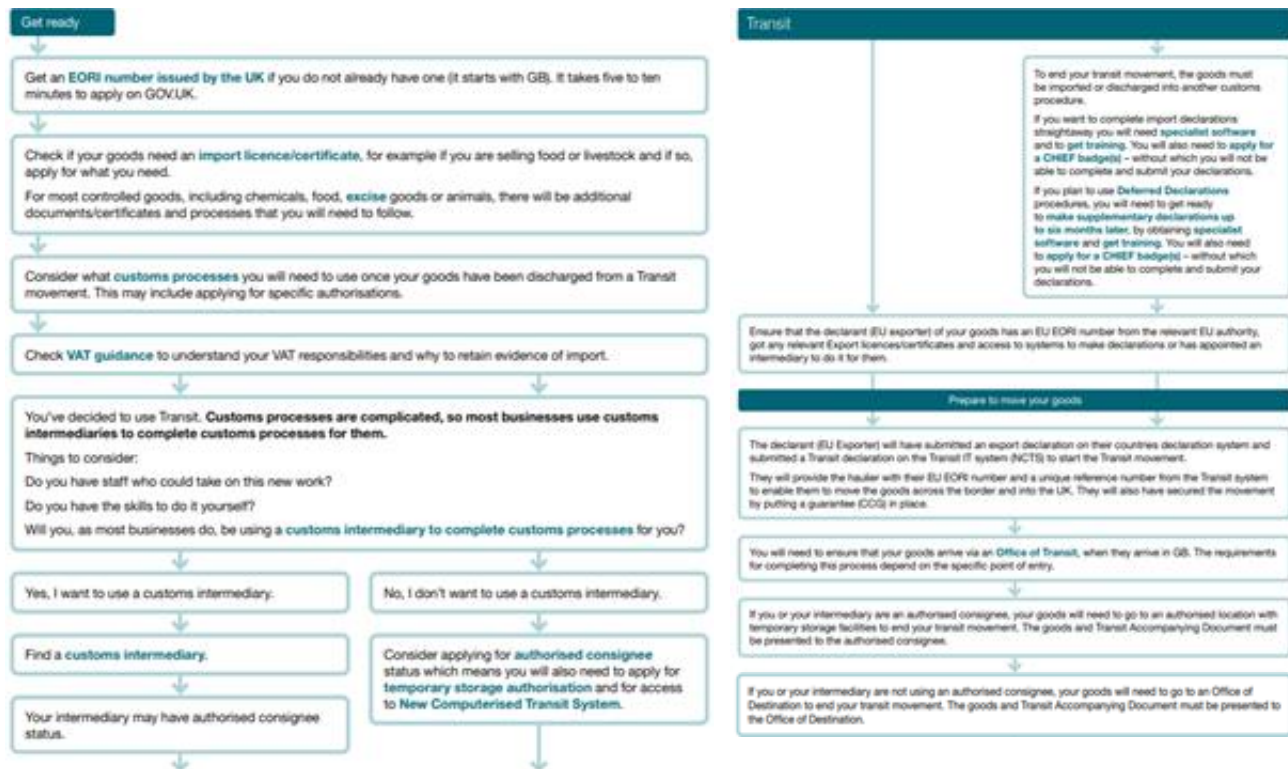 Get ready
Get an EORI number issued by the UK if you do not already have one (it starts with GB). It takes five to ten
minutes to apply on GOV.UK.
Check if your goods need an import licence/certificate, for example if you are selling food or livestock and if so,
apply for what you need.
For most controlled goods, including chemicals, food, excise goods or animals, there will be additional
documents/certificates and processes that you will need to follow.
Consider what customs processes you will need to use once your goods have been discharged from a Transit
movement. This may include applying for specific authorisations.
Check VAT guidance to understand your VAT responsibilities and why to retain evidence of import.
You've decided to use Transit. Customs processes are complicated, so most businesses use customs
intermediaries to complete customs processes for them.
Things to consider:
Do you have staff who could take on this new work?
Do you have the skills to do it yourself?
Will you, as most businesses do, be using a customs intermediary to complete customs processes for you?
Yes, I want to use a customs intermediary.
Find a customs intermediary.
Your intermediary may have authorised consignee
status.
No, I don't want to use a customs intermediary.
Consider applying for authorised consignee
status which means you will also need to apply for
temporary storage authorisation and for access
to New Computerised Transit System.
Transit
To end your transit movement, the goods must
be imported or discharged into another customs
procedure.
If you want to complete import declarations
straightaway you will need specialist software
and to get training. You will also need to apply for
a CHIEF badge(s) – without which you will not be
able to complete and submit your declarations.
If you plan to use Deferred Declarations
procedures, you will need to get ready
to make supplementary declarations up
to six months later, by obtaining specialist
software and get training. You will also need
to apply for a CHIEF badge(s) – without which
you will not be able to complete and submit your
declarations.
Ensure that the declarant (EU exporter) of your goods has an EU EORI number from the relevant EU authority,
got any relevant Export licences/certificates and access to systems to make declarations or has appointed an
intermediary to do it for them.
Prepare to move your goods
The declarant (EU Exporter) will have submitted an export declaration on their countries declaration system and
submitted a Transit declaration on the Transit IT system (NCTS) to start the Transit movement.
They will provide the haulier with their EU EORI number and a unique reference number from the Transit system
to enable them to move the goods across the border and into the UK. They will also have secured the movement
by putting a guarantee (CCG) in place.
You will need to ensure that your goods arrive via an Office of Transit, when they arrive in GB. The requirements
for completing this process depend on the specific point of entry.
If you or your intermediary are an authorised consignee, your goods will need to go to an authorised location with
temporary storage facilities to end your transit movement. The goods and Transit Accompanying Document must
be presented to the authorised consignee.
If you or your intermediary are not using an authorised consignee, your goods will need to go to an Office of
Destination to end your transit movement. The goods and Transit Accompanying Document must be presented to
the Office of Destination.